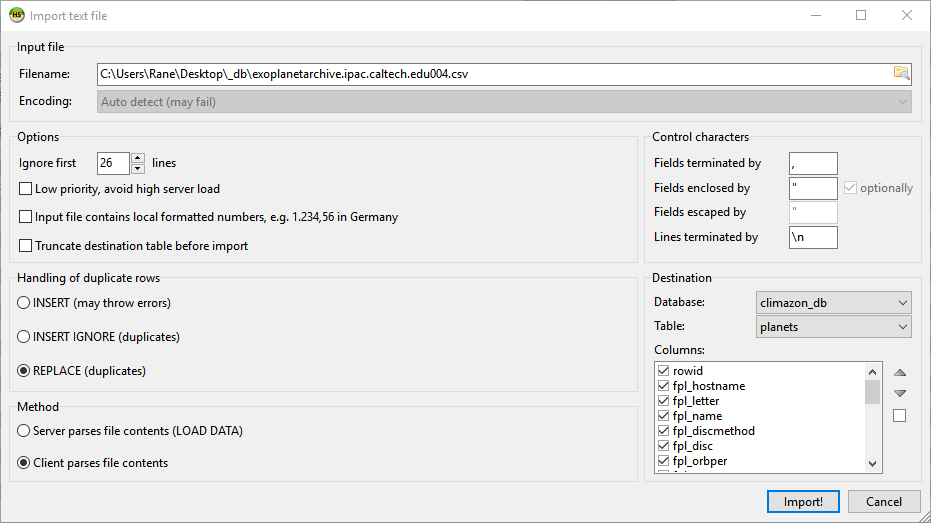 HS Import text file
Input file
Filename: C:\Users\Rane\Desktop\_db\exoplanetarchive.ipac.caltech.edu004.csv
Encoding: Auto detect (may fail)
Options
Ignore first 26 lines
Low priority, avoid high server load
Input file contains local formatted numbers, e.g. 1.234,56 in Germany
Truncate destination table before import
Control characters
Fields terminated by ,
Fields enclosed by " optionally
Fields escaped by "
Lines terminated by \n
Handling of duplicate rows
INSERT (may throw errors)
INSERT IGNORE (duplicates)
REPLACE (duplicates)
Method
Server parses file contents (LOAD DATA)
Client parses file contents
Destination
Database: climazon_db
Table: planets
Columns:
rowid
fpl_hostname
fpl_letter
fpl_name
fpl_discmethod
fpl_disc
fpl_orbper
Import! Cancel